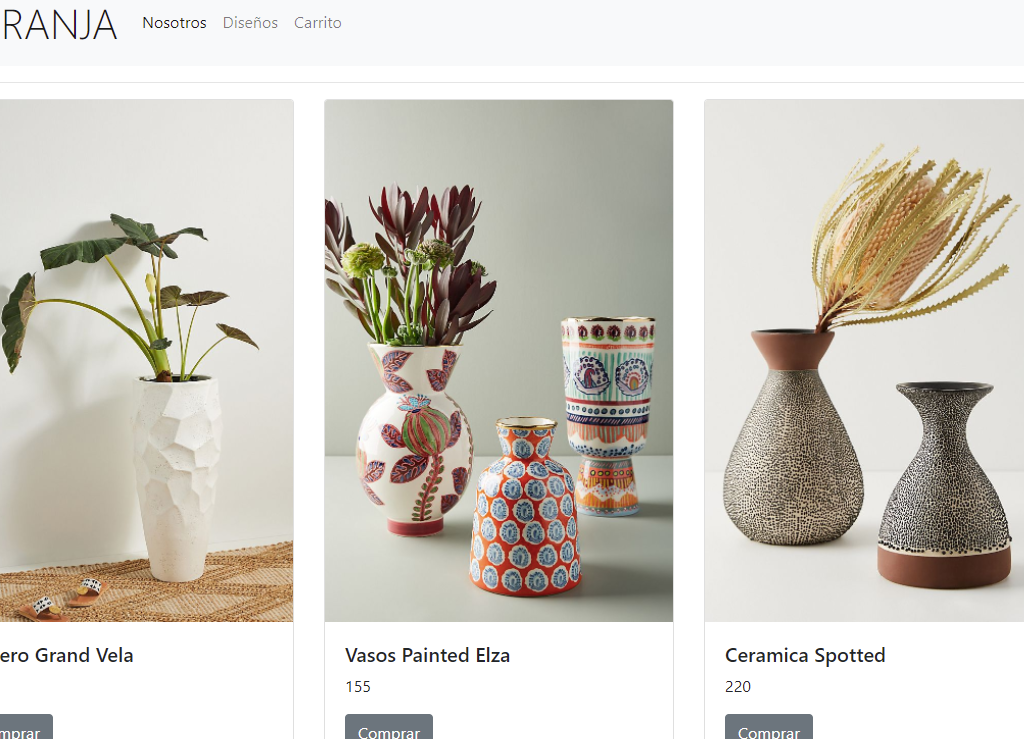 RANJA Nosotros Diseños Carrito
ero Grand Vela
Vasos Painted Elza
Ceramica Spotted
155
220
mprar
Comprar
Comprar